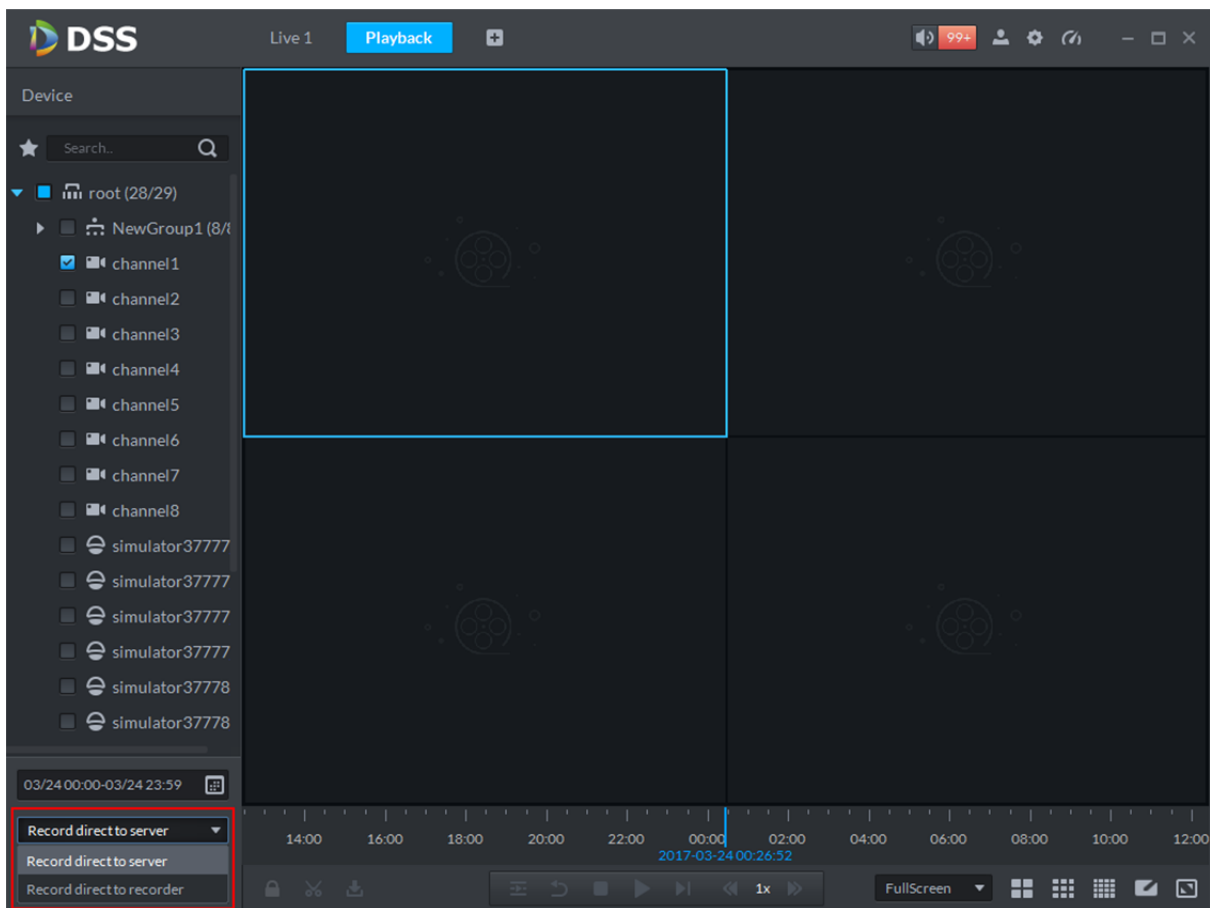 DSS
Live 1 Playback
99+
Device
Search..
root (28/29)
NewGroup1 (8/
channel1
channel2
channel3
channel4
channel5
channel6
channel7
channel8
simulator37777
simulator37777
simulator37777
simulator37777
simulator37778
simulator37778
03/24 00:00-03/24 23:59
Record direct to server
Record direct to server
Record direct to recorder
14:00 16:00 18:00 20:00 22:00 00:00 02:00 04:00 06:00 08:00 10:00 12:00
2017-03-24 00:26:52
1x
FullScreen